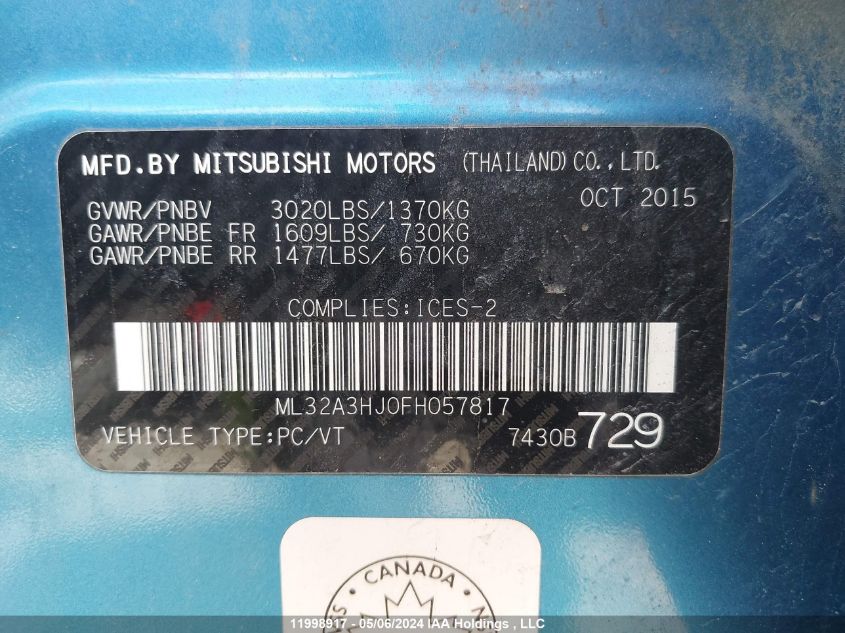 MFD.BY MITSUBISHI MOTORS (THAILAND)CO.,LTD.
OCT 2015
GVWR/PNBV 3020LBS/1370KG
GAWR/PNBE FR 1609LBS/ 730KG
GAWR/PNBE RR 1477LBS/ 670KG
COMPLIES:ICES-2
ML32A3HJ0FH057817
VEHICLE TYPE:PC/VT 7430B 729
CANADA
11998917 - 05/06/2024 IAA Holdings , LLC